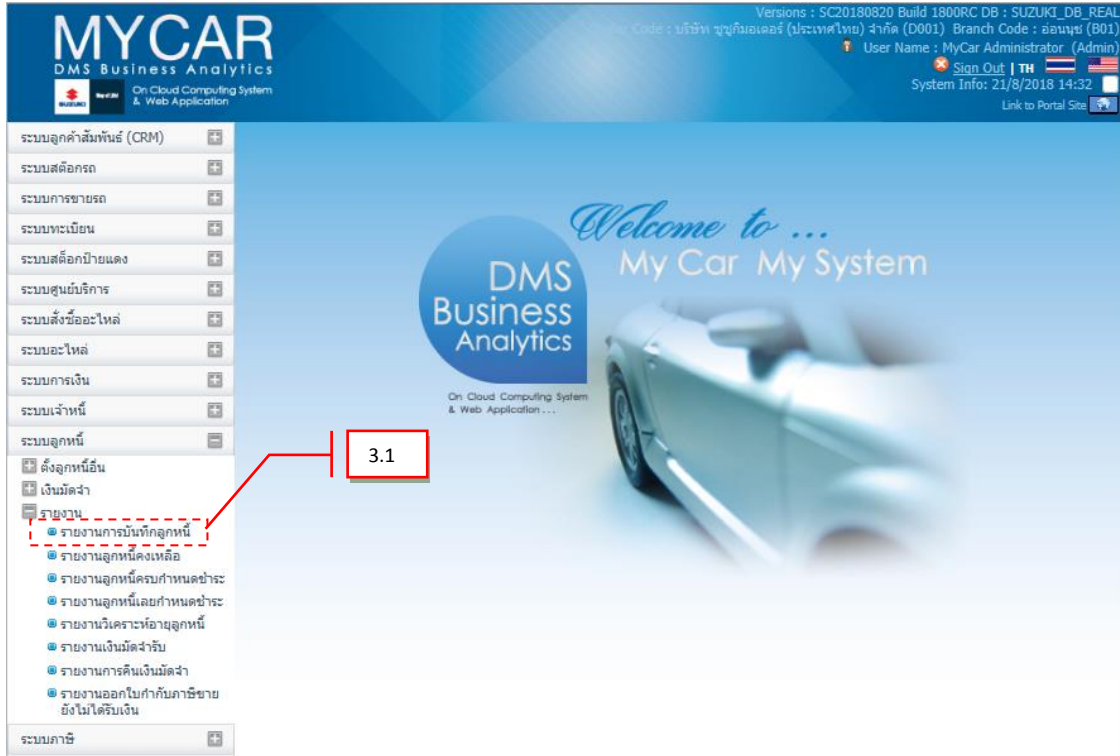 MYCAR
DMS Business Analytics
On Cloud Computing System
& Web Application
SUZUKI
Way of Life!
Versions : SC20180820 Build 1800RC DB : SUZUKI_DB_REAL
Code : บริษัท ซูซูกิมอเตอร์ (ประเทศไทย) จำกัด (D001) Branch Code : อ่อนนุช (B01)
User Name : MyCar Administrator (Admin)
Sign Out | TH
System Info: 21/8/2018 14:32
Link to Portal Site
ระบบลูกค้าสัมพันธ์ (CRM)
ระบบสต๊อกรถ
ระบบการขายรถ
ระบบทะเบียน
ระบบสต็อกป้ายแดง
ระบบศูนย์บริการ
ระบบสั่งซื้ออะไหล่
ระบบอะไหล่
ระบบการเงิน
ระบบเจ้าหนี้
ระบบลูกหนี้
ตั้งลูกหนี้อื่น
เงินมัดจำ
รายงาน
รายงานการบันทึกลูกหนี้
รายงานลูกหนี้คงเหลือ
รายงานลูกหนี้ครบกำหนดชำระ
รายงานลูกหนี้เลยกำหนดชำระ
รายงานวิเคราะห์อายุลูกหนี้
รายงานเงินมัดจำรับ
รายงานการคืนเงินมัดจำ
รายงานออกใบกำกับภาษีขาย
ยังไม่ได้รับเงิน
ระบบภาษี
3.1
Welcome to ...
My Car My System
DMS
Business
Analytics
On Cloud Computing System
& Web Application ...